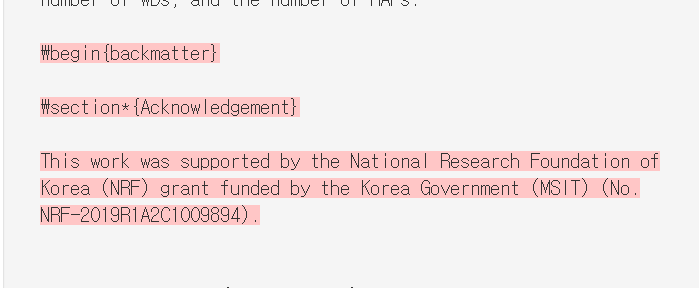 number of WDs, and the number of HAPs.
₩begin{backmatter}
₩section*{Acknowledgement}
This work was supported by the National Research Foundation of
Korea (NRF) grant funded by the Korea Government (MSIT) (No.
NRF-2019R1A2C1009894).